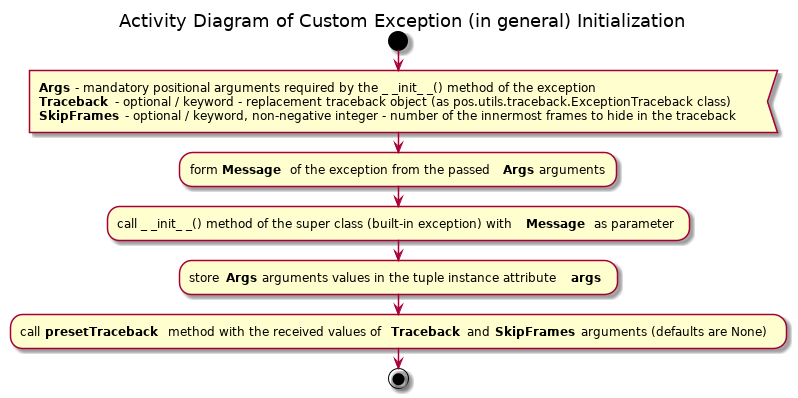 Activity Diagram of Custom Exception (in general) Initialization
Args - mandatory positional arguments required by the _ _init_ _() method of the exception
Traceback - optional / keyword - replacement traceback object (as pos.utils.traceback.ExceptionTraceback class)
SkipFrames - optional / keyword, non-negative integer - number of the innermost frames to hide in the traceback
form Message of the exception from the passed Args arguments
call _ _init_ _() method of the super class (built-in exception) with Message as parameter
store Args arguments values in the tuple instance attribute args
call presetTraceback method with the received values of Traceback and SkipFrames arguments (defaults are None)